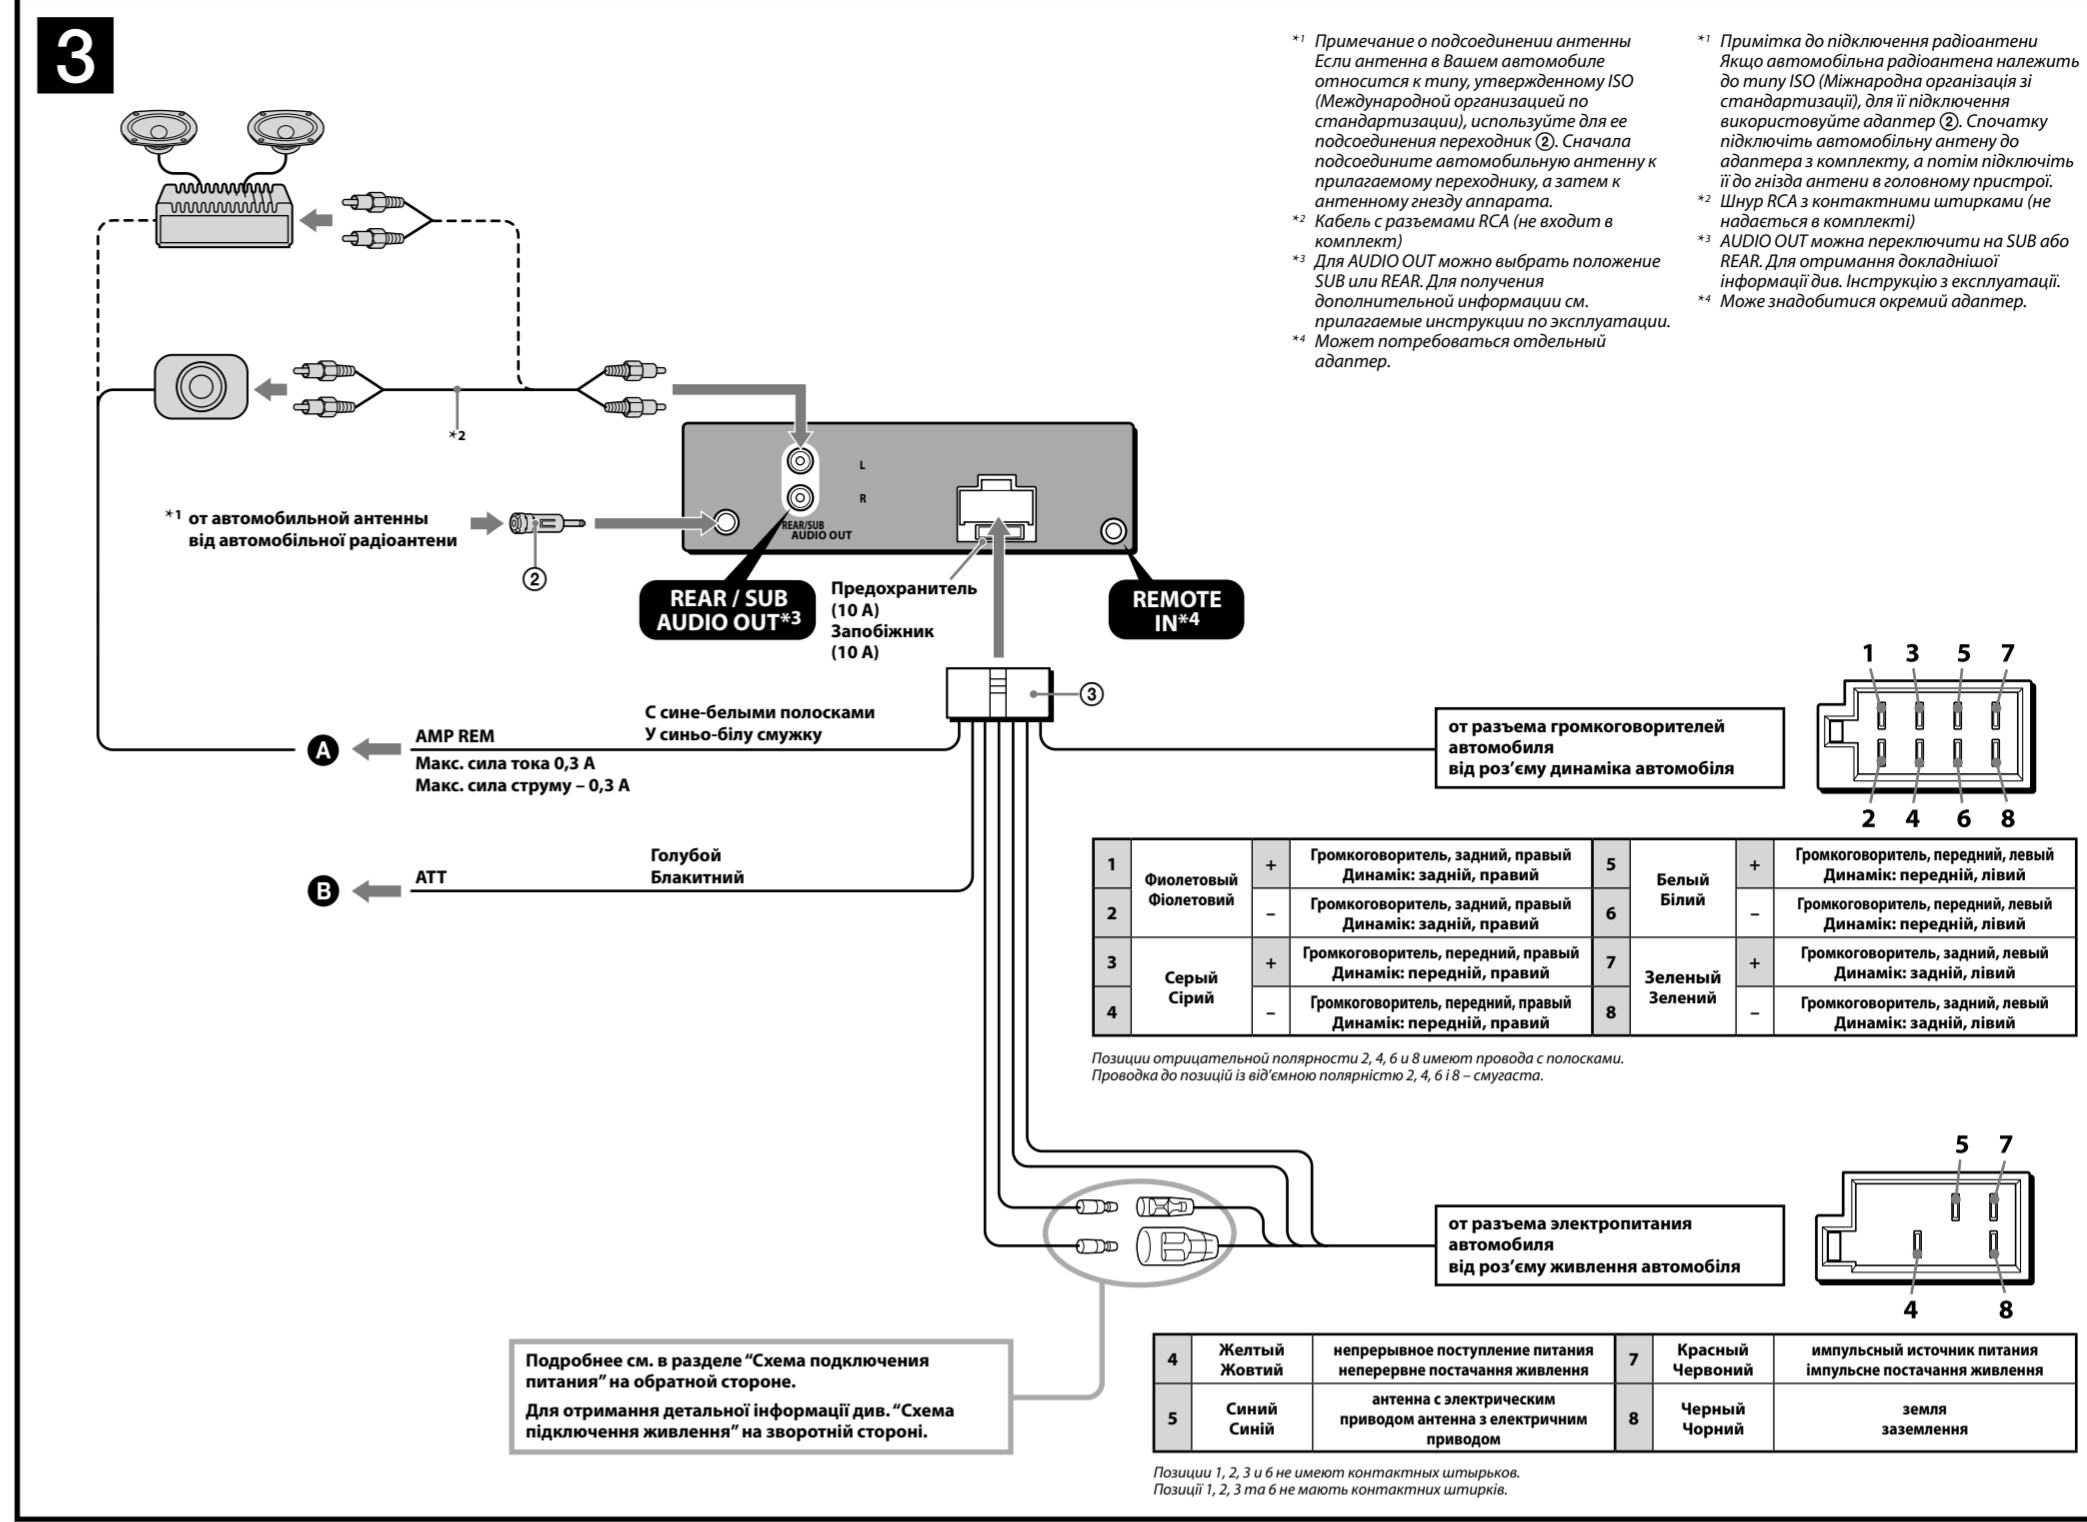 3
*1 Примечание о подсоединении антенны
Если антенна в Вашем автомобиле
относится к типу, утвержденному ISO
(Международной организацией по
стандартизации), используйте для ее
подсоединения переходник ②. Сначала
подсоедините автомобильную антенну к
прилагаемому переходнику, а затем к
антенному гнезду аппарата.
*2 Кабель с разъемами RCA (не входит в
комплект)
*3 Для AUDIO OUT можно выбрать положение
SUB или REAR. Для получения
дополнительной информации см.
прилагаемые инструкции по эксплуатации.
*4 Может потребоваться отдельный
адаптер.
*1 Примітка до підключення радіоантени
Якщо автомобільна радіоантена належить
до типу ISO (Міжнародна організація зі
стандартизації), для її підключення
використовуйте адаптер ②. Спочатку
підключіть автомобільну антену до
адаптера з комплекту, а потім підключіть
її до гнізда антени в головному пристрої.
*2 Шнур RCA з контактними штирками (не
надається в комплекті)
*3 AUDIO OUT можна переключити на SUB або
REAR. Для отримання докладнішої
інформації див. Інструкцію з експлуатації.
*4 Може знадобитися окремий адаптер.
*2
L
R
REAR/SUB
AUDIO OUT
*1 от автомобильной антенны
від автомобільної радіоантени
②
REAR / SUB
AUDIO OUT*3
Предохранитель
(10 A)
Запобіжник
(10 A)
REMOTE
IN*4
③
A
AMP REM
С сине-белыми полосками
У синьо-білу смужку
Макс. сила тока 0,3 А
Макс. сила струму – 0,3 А
B
ATT
Голубой
Блакитний
от разъема громкоговорителей
автомобиля
від роз’єму динаміка автомобіля
1 3 5 7
2 4 6 8
1 Фиолетовый Фіолетовий + Громкоговоритель, задний, правый
Динамік: задній, правий
2 – Громкоговоритель, задний, правый
Динамік: задній, правий
3 Серый Сірий + Громкоговоритель, передний, правый
Динамік: передній, правий
4 – Громкоговоритель, передний, правый
Динамік: передній, правий
5 Белый Білий + Громкоговоритель, передний, левый
Динамік: передній, лівий
6 – Громкоговоритель, передний, левый
Динамік: передній, лівий
7 Зеленый Зелений + Громкоговоритель, задний, левый
Динамік: задній, лівий
8 – Громкоговоритель, задний, левый
Динамік: задній, лівий
Позиции отрицательной полярности 2, 4, 6 и 8 имеют провода с полосками.
Проводка до позицій із від’ємною полярністю 2, 4, 6 і 8 – смугаста.
от разъема электропитания
автомобиля
від роз’єму живлення автомобіля
5 7
4 8
Подробнее см. в разделе “Схема подключения
питания” на обратной стороне.
Для отримання детальної інформації див. “Схема
підключення живлення” на зворотній стороні.
4 Желтый Жовтий непрерывное поступление питания
неперервне постачання живлення
5 Синий Синій антенна с электрическим
приводом антенна з електричним
приводом
7 Красный Червоний импульсный источник питания
імпульсне постачання живлення
8 Черный Чорний земля
заземлення
Позиции 1, 2, 3 и 6 не имеют контактных штырьков.
Позиції 1, 2, 3 та 6 не мають контактних штирків.